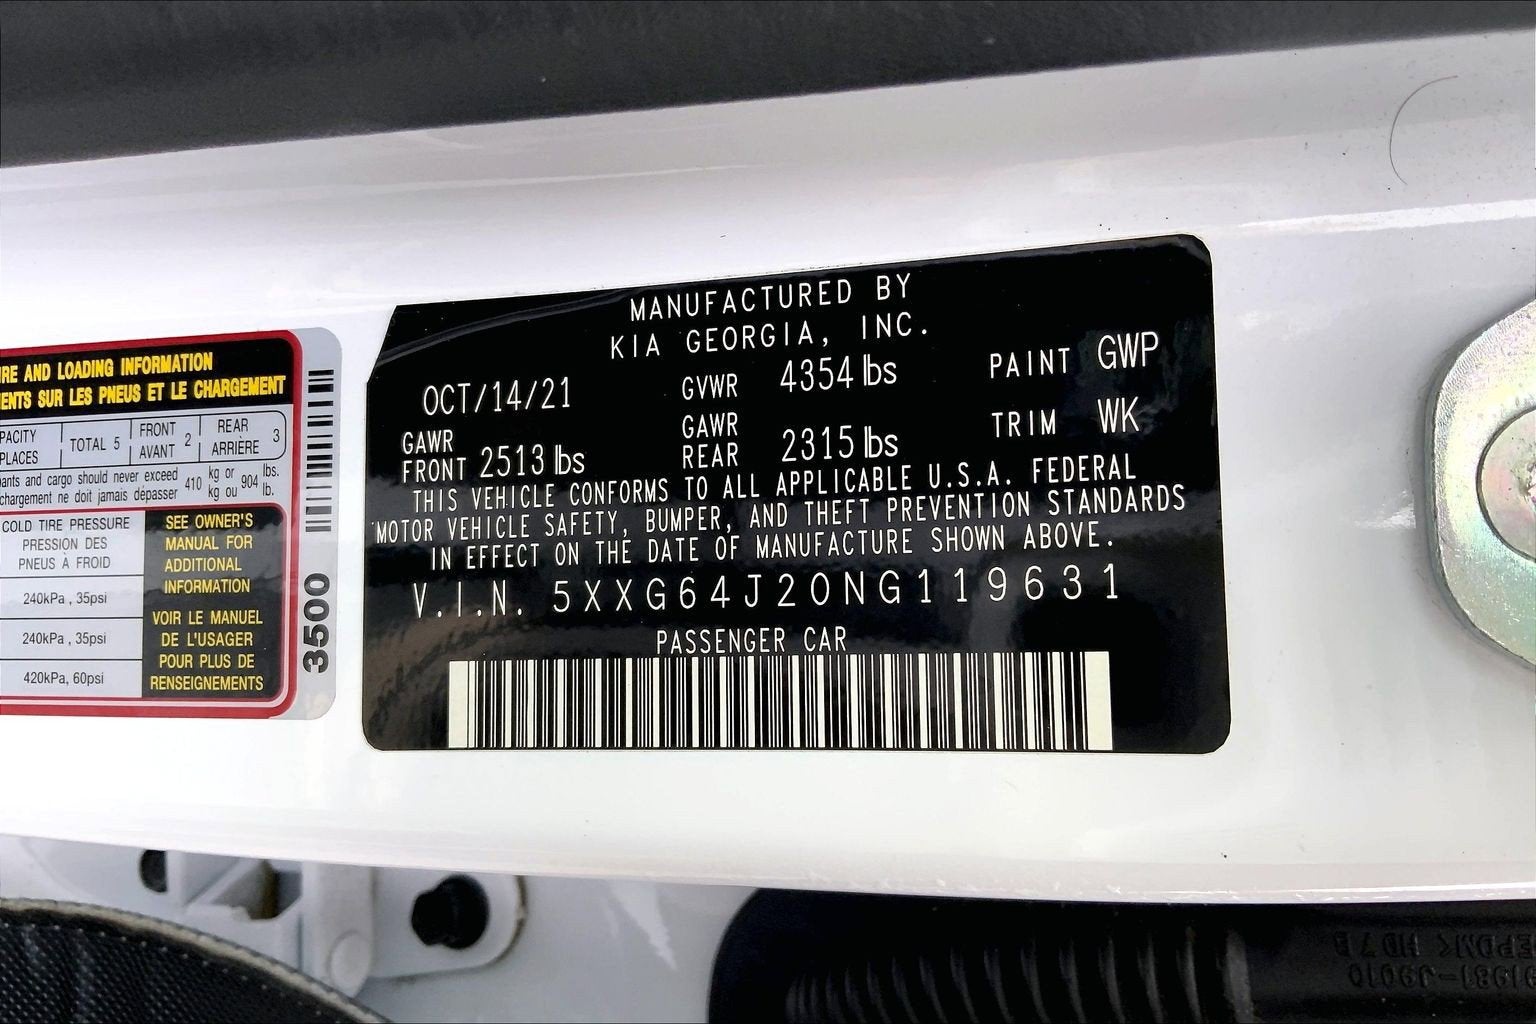 MANUFACTURED BY
KIA GEORGIA, INC.
OCT/14/21 GVWR 4354 lbs PAINT GWP
GAWR FRONT 2513 lbs GAWR REAR 2315 lbs TRIM WK
THIS VEHICLE CONFORMS TO ALL APPLICABLE U.S.A. FEDERAL
MOTOR VEHICLE SAFETY, BUMPER, AND THEFT PREVENTION STANDARDS
IN EFFECT ON THE DATE OF MANUFACTURE SHOWN ABOVE.
V.I.N. 5XXG64J20NG119631
PASSENGER CAR
AND LOADING INFORMATION
SUR LES PNEUS ET LE CHARGEMENT
TOTAL 5
FRONT
AVANT 2
REAR
ARRIÈRE 3
and cargo should never exceed
ne doit jamais dépasser
410 kg or 904 lbs.
kg ou lb.
COLD TIRE PRESSURE
PRESSION DES
PNEUS À FROID
240kPa, 35psi
240kPa, 35psi
420kPa, 60psi
SEE OWNER'S
MANUAL FOR
ADDITIONAL
INFORMATION
VOIR LE MANUEL
DE L'USAGER
POUR PLUS DE
RENSEIGNEMENTS
3500
91981-J9010
HD 7 B